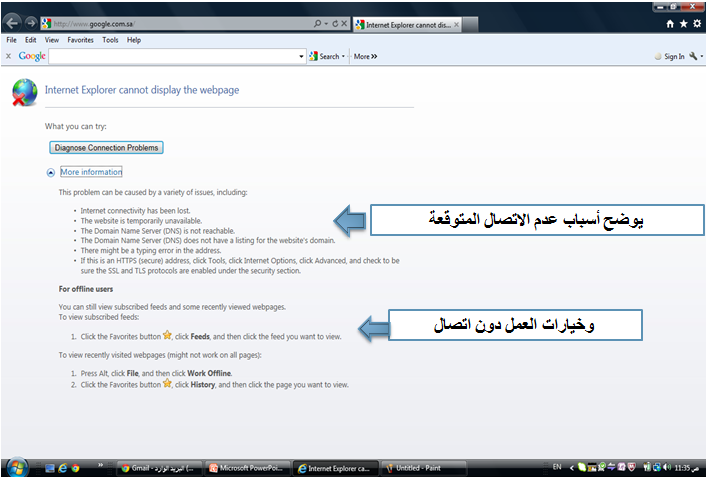 http://www.google.com.sa/
Internet Explorer cannot dis...
File Edit View Favorites Tools Help
x Google Search More >> Sign In
Internet Explorer cannot display the webpage
What you can try:
Diagnose Connection Problems
More information
This problem can be caused by a variety of issues, including:
• Internet connectivity has been lost.
• The website is temporarily unavailable.
• The Domain Name Server (DNS) is not reachable.
• The Domain Name Server (DNS) does not have a listing for the website's domain.
• There might be a typing error in the address.
• If this is an HTTPS (secure) address, click Tools, click Internet Options, click Advanced, and check to be
sure the SSL and TLS protocols are enabled under the security section.
يوضح أسباب عدم الاتصال المتوقعة
For offline users
You can still view subscribed feeds and some recently viewed webpages.
To view subscribed feeds:
1. Click the Favorites button , click Feeds, and then click the feed you want to view.
وخيارات العمل دون اتصال
To view recently visited webpages (might not work on all pages):
1. Press Alt, click File, and then click Work Offline.
2. Click the Favorites button , click History, and then click the page you want to view.
Gmail - البريد الوارد (...
Microsoft PowerPoi...
Internet Explorer ca...
Untitled - Paint
EN
11:35 ص